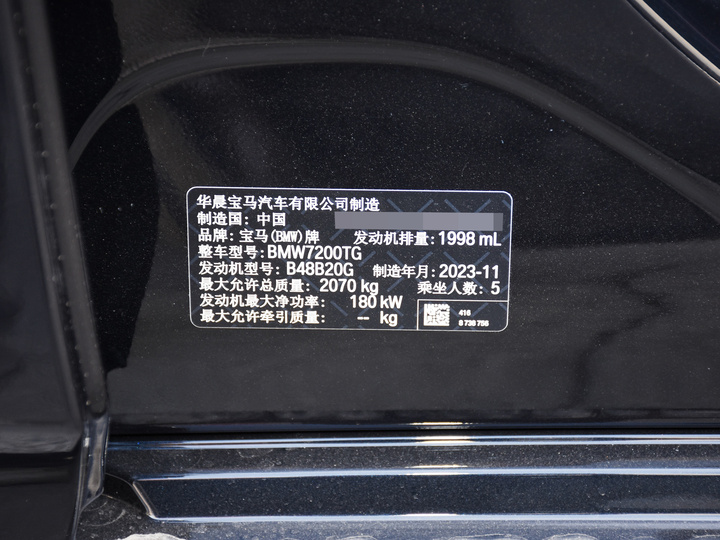 华晨宝马汽车有限公司制造
制造国: 中国
品牌: 宝马(BMW)牌 发动机排量: 1998 mL
整车型号: BMW7200TG
发动机型号: B48B20G 制造年月: 2023-11
最大允许总质量: 2070 kg 乘坐人数: 5
发动机最大净功率: 180 kW
最大允许牵引质量: -- kg
416
8 738 756